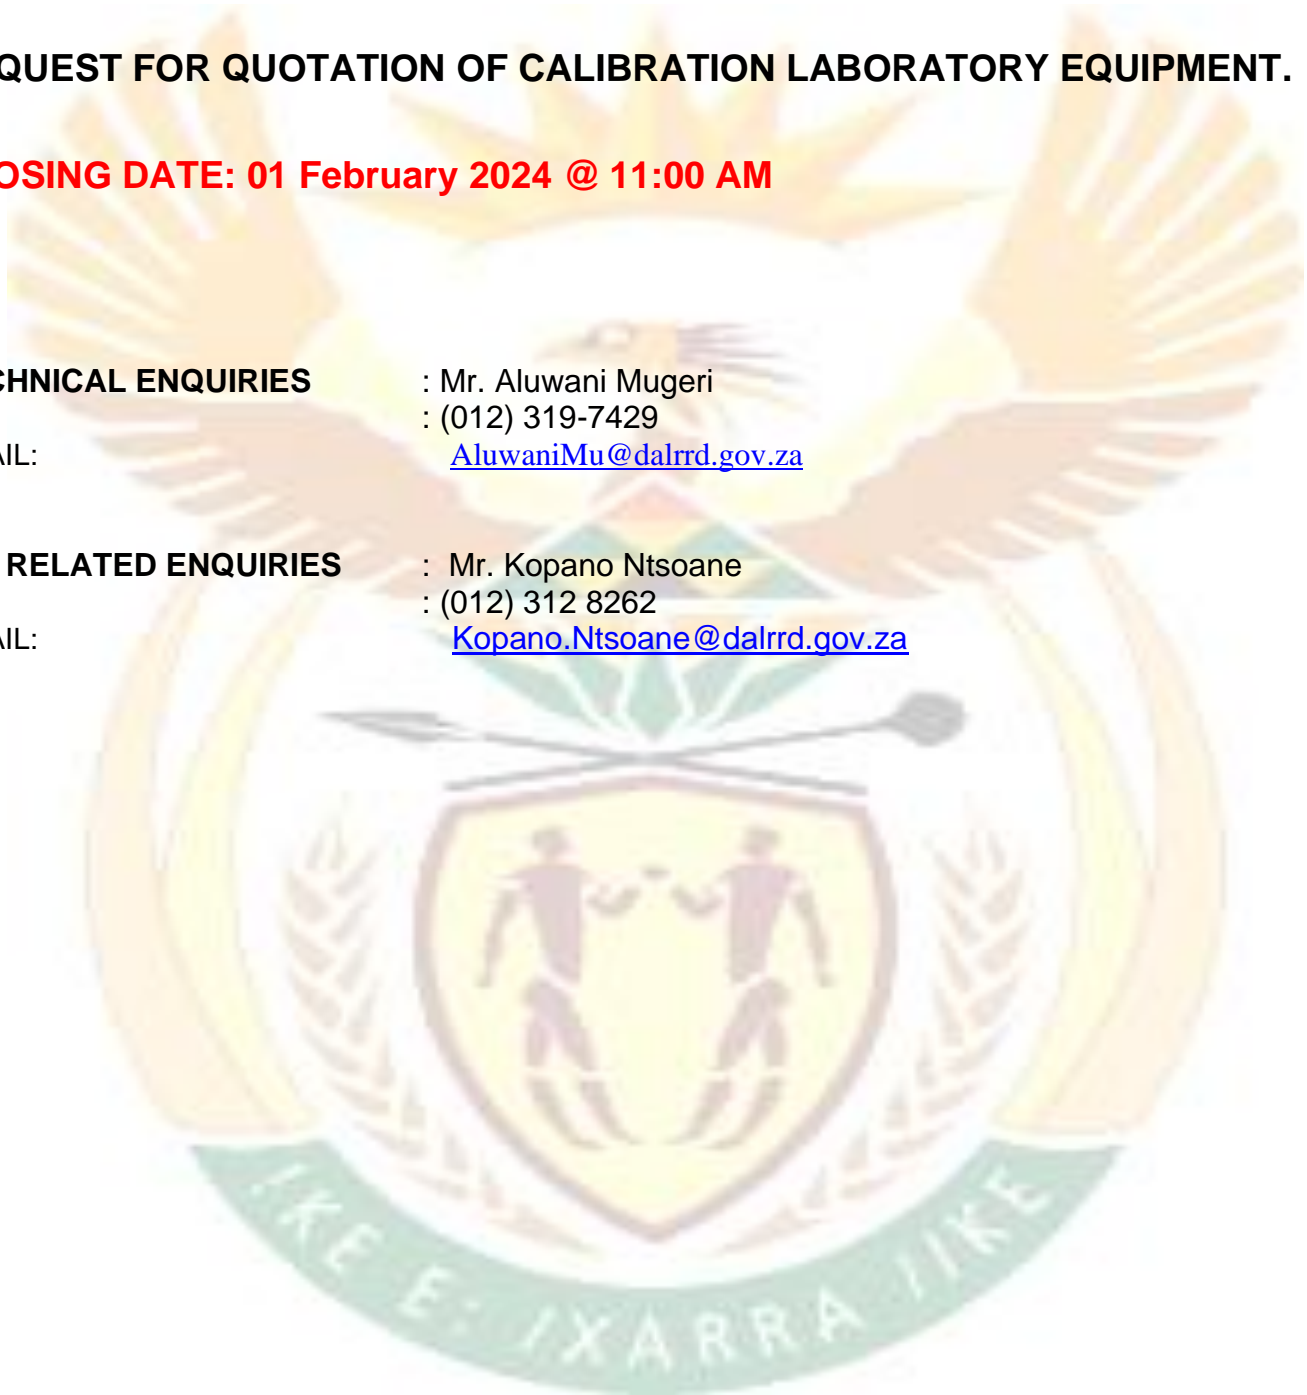 QUEST FOR QUOTATION OF CALIBRATION LABORATORY EQUIPMENT.
OSING DATE: 01 February 2024 @ 11:00 AM
CHNICAL ENQUIRIES : Mr. Aluwani Mugeri
: (012) 319-7429
AIL: AluwaniMu@dalrrd.gov.za
RELATED ENQUIRIES : Mr. Kopano Ntsoane
: (012) 312 8262
AIL: Kopano.Ntsoane@dalrrd.gov.za
!KE E: /XARRA //KE